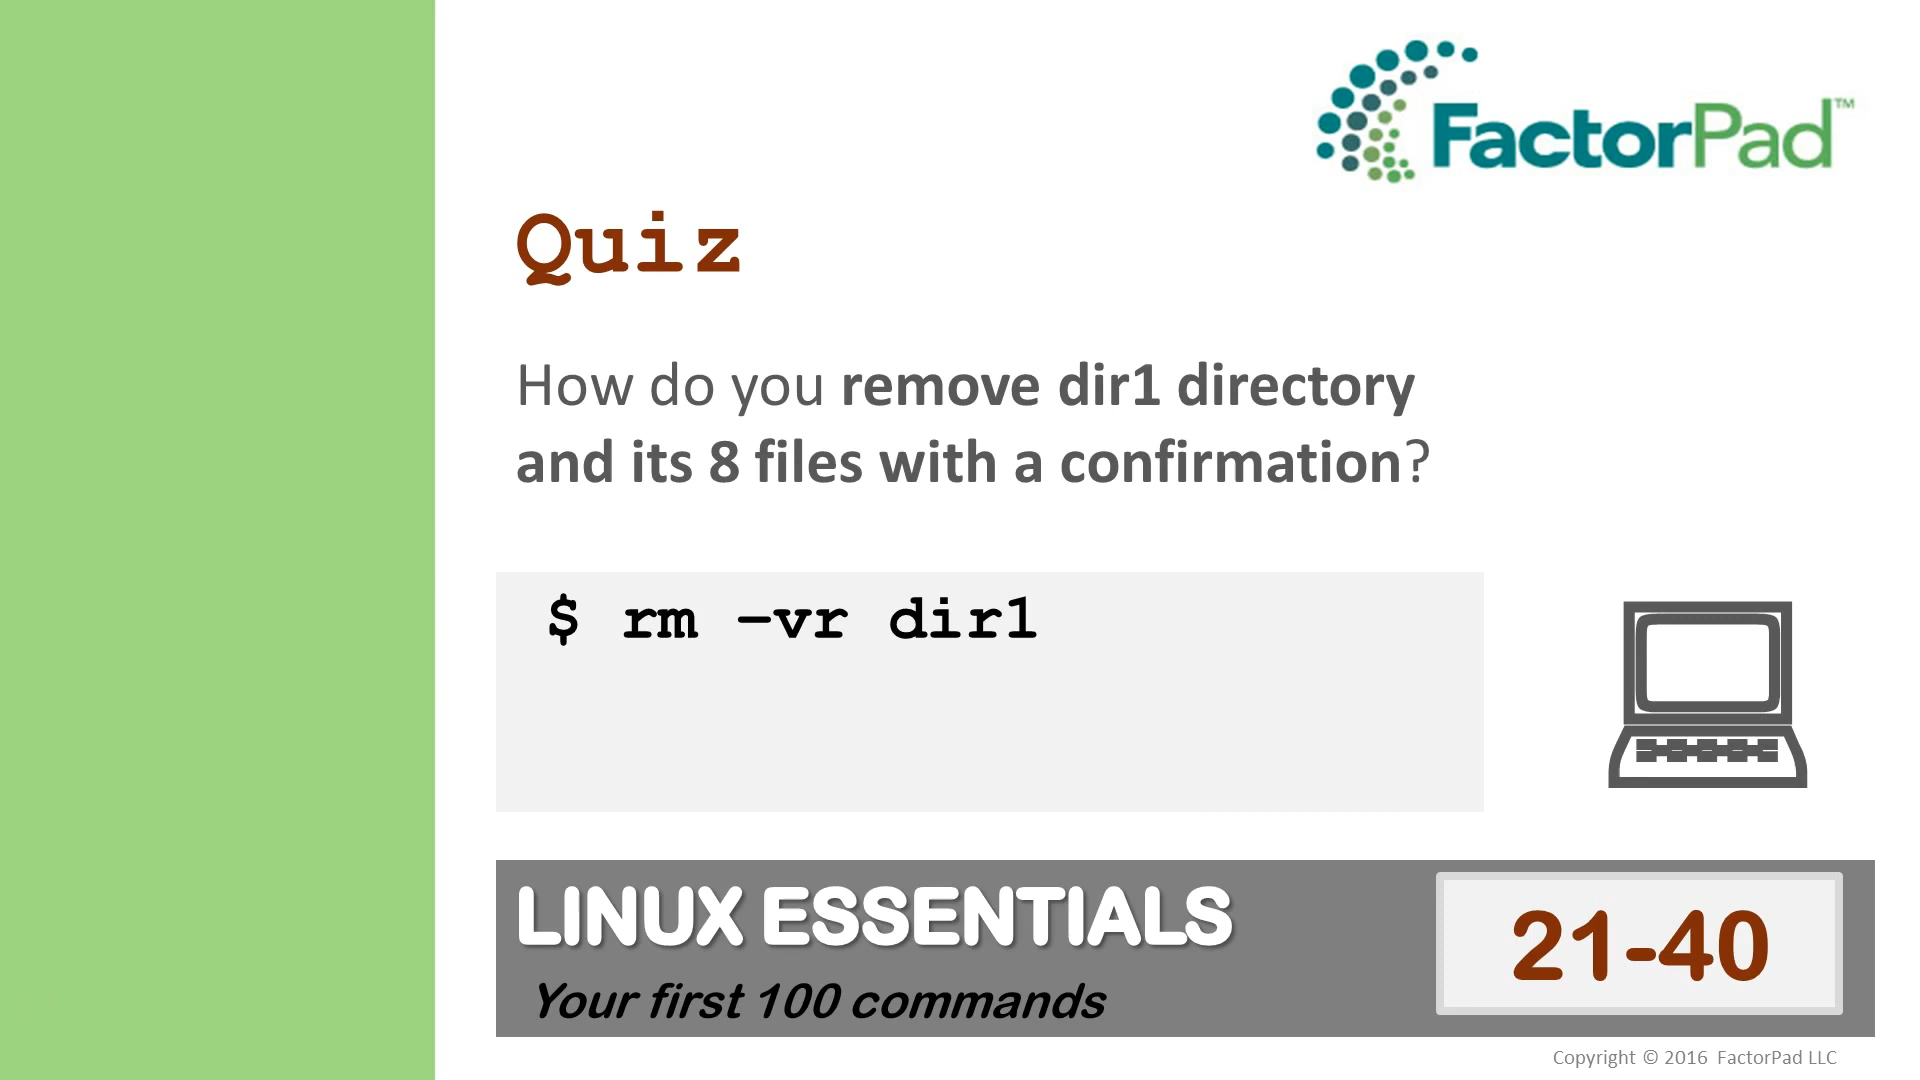 FactorPad™
Quiz
How do you remove dir1 directory
and its 8 files with a confirmation?
$ rm –vr dir1
LINUX ESSENTIALS
21-40
Your first 100 commands
Copyright © 2016 FactorPad LLC